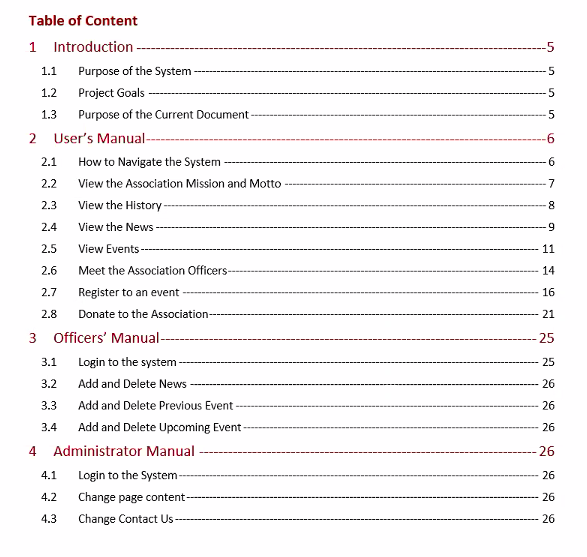 Table of Content
1 Introduction 5
1.1 Purpose of the System 5
1.2 Project Goals 5
1.3 Purpose of the Current Document 5
2 User's Manual 6
2.1 How to Navigate the System 6
2.2 View the Association Mission and Motto 7
2.3 View the History 8
2.4 View the News 9
2.5 View Events 11
2.6 Meet the Association Officers 14
2.7 Register to an event 16
2.8 Donate to the Association 21
3 Officers' Manual 25
3.1 Login to the system 25
3.2 Add and Delete News 26
3.3 Add and Delete Previous Event 26
3.4 Add and Delete Upcoming Event 26
4 Administrator Manual 26
4.1 Login to the System 26
4.2 Change page content 26
4.3 Change Contact Us 26